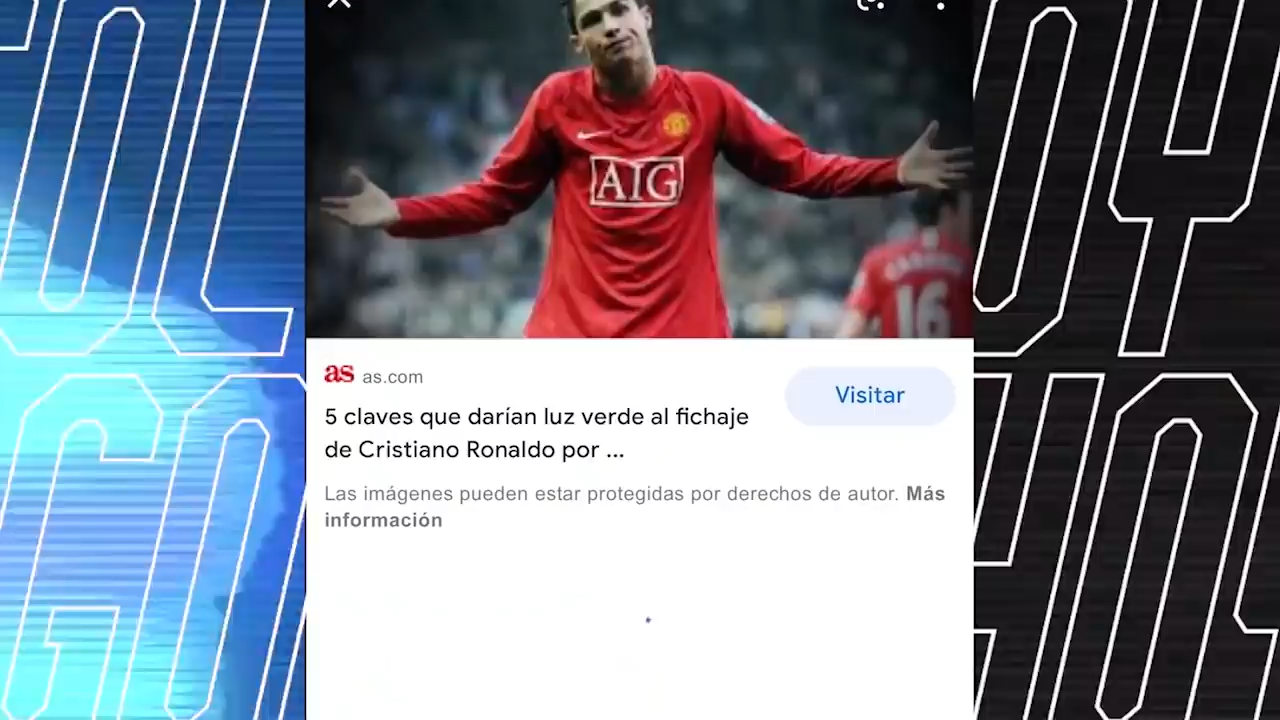 AIG
16
as as.com
Visitar
5 claves que darían luz verde al fichaje
de Cristiano Ronaldo por ...
Las imágenes pueden estar protegidas por derechos de autor. Más
información